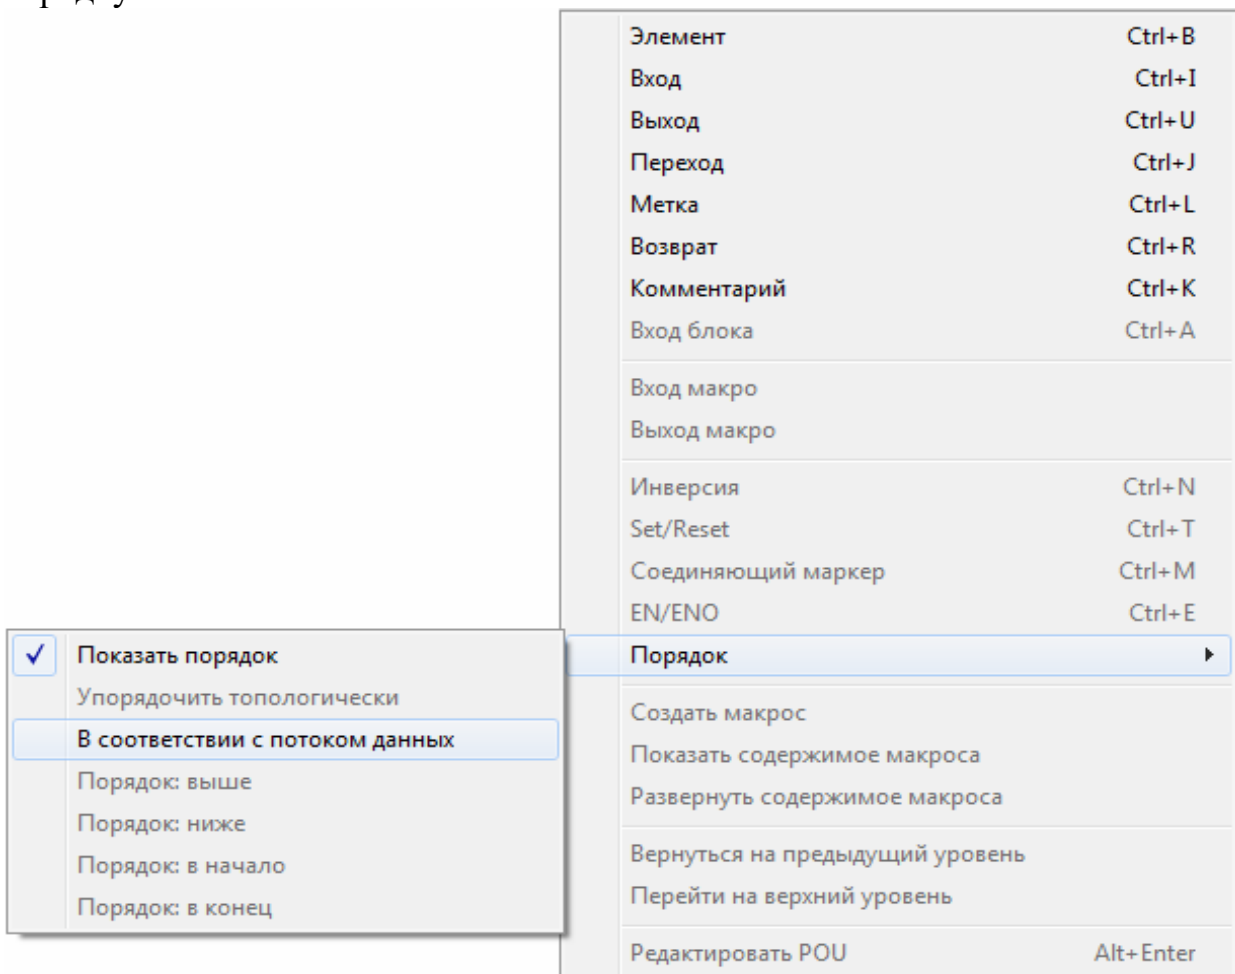 Элемент Ctrl+B
Вход Ctrl+I
Выход Ctrl+U
Переход Ctrl+J
Метка Ctrl+L
Возврат Ctrl+R
Комментарий Ctrl+K
Вход блока Ctrl+A
Вход макро
Выход макро
Инверсия Ctrl+N
Set/Reset Ctrl+T
Соединяющий маркер Ctrl+M
EN/ENO Ctrl+E
Порядок
Показать порядок
Упорядочить топологически
В соответствии с потоком данных
Порядок: выше
Порядок: ниже
Порядок: в начало
Порядок: в конец
Создать макрос
Показать содержимое макроса
Развернуть содержимое макроса
Вернуться на предыдущий уровень
Перейти на верхний уровень
Редактировать POU Alt+Enter